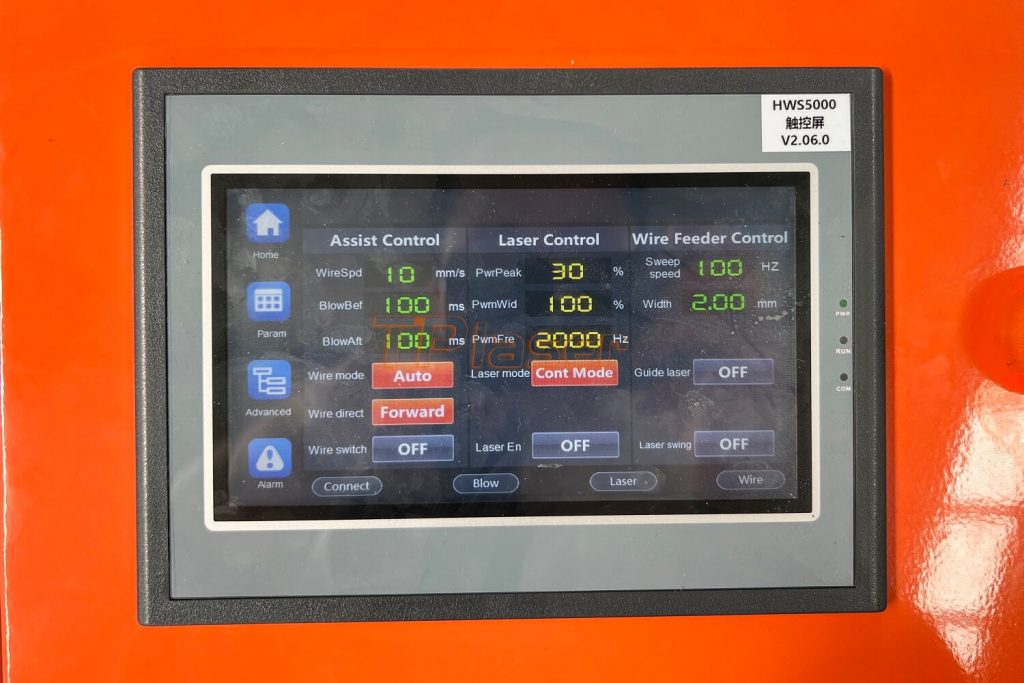 HWS5000
触控屏
V2.06.0
Home
Param
Advanced
Alarm
Assist Control
WireSpd 10 mm/s
BlowBef 100 ms
BlowAft 100 ms
Wire mode Auto
Wire direct Forward
Wire switch OFF
Laser Control
PwrPeak 30 %
PwmWid 100 %
PwmFre 2000 Hz
Laser mode Cont Mode
Laser En OFF
Wire Feeder Control
Sweep
speed 100 HZ
Width 2.00 mm
Guide laser OFF
Laser swing OFF
Connect Blow Laser Wire
TPlaser
PWR
RUN
COM